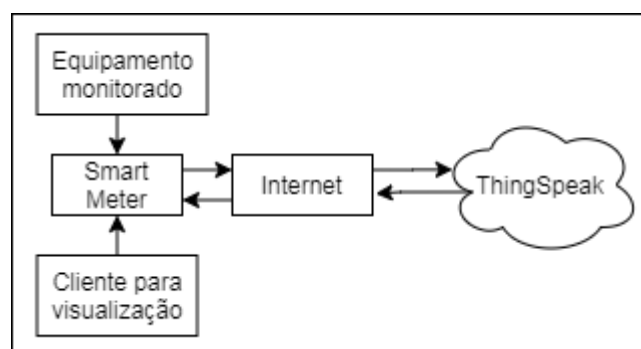 Equipamento
monitorado
Smart
Meter
Internet
ThingSpeak
Cliente para
visualização